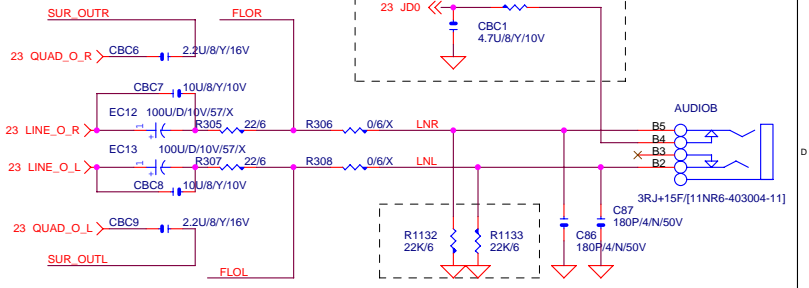 SUR_OUTR
FLOR
23 JD0
CBC1
4.7U/8/Y/10V
CBC6
2.2U/8/Y/16V
23 QUAD_O_R
CBC7
10U/8/Y/10V
EC12
100U/D/10V/57/X
R305
22/6
R306
0/6/X
LNR
1
+
23 LINE_O_R
AUDIOB
B5
B4
B3
B2
D
EC13
100U/D/10V/57/X
R307
22/6
R308
0/6/X
LNL
1
+
23 LINE_O_L
CBC8
10U/8/Y/10V
3RJ+15F/[11NR6-403004-11]
CBC9
2.2U/8/Y/16V
23 QUAD_O_L
R1132
22K/6
R1133
22K/6
C86
180P/4/N/50V
C87
180P/4/N/50V
SUR_OUTL
FLOL